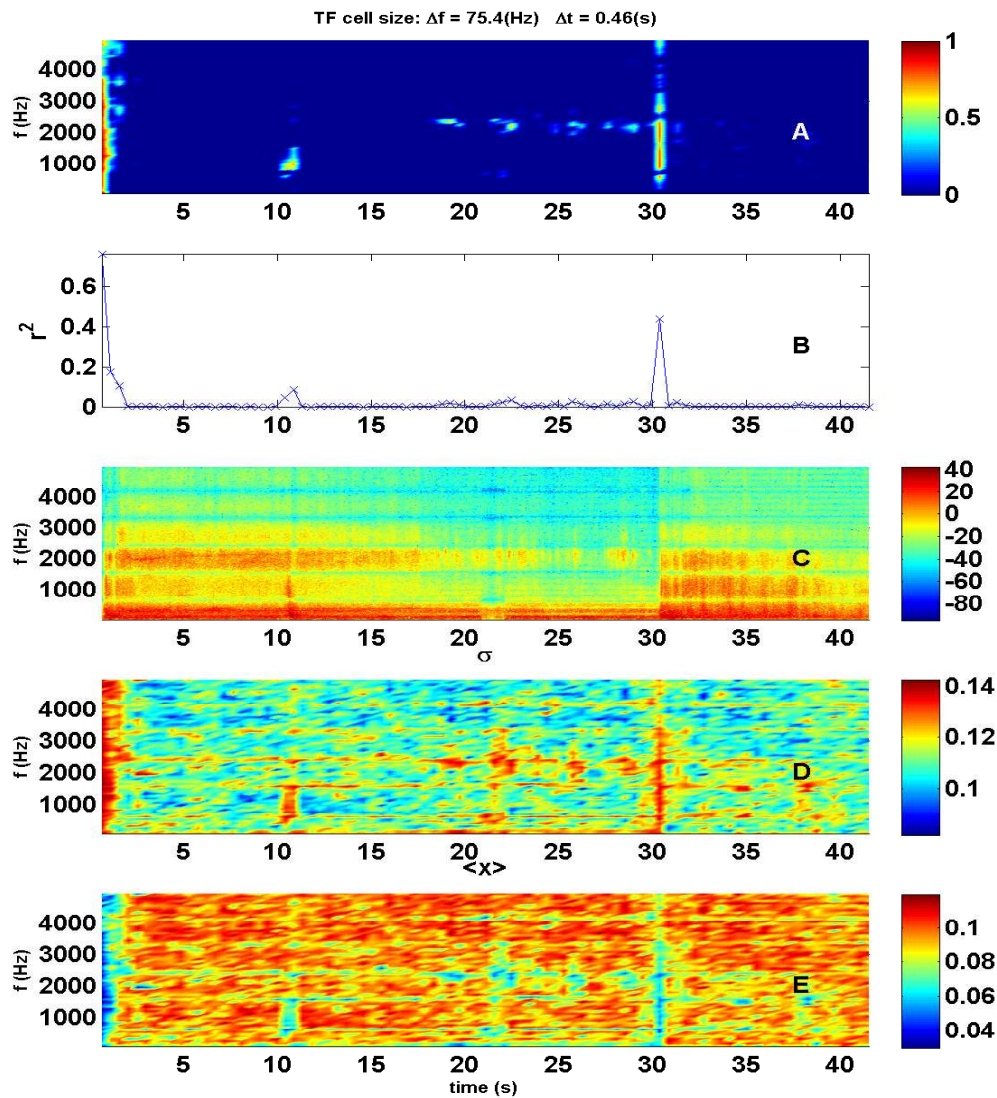 TF cell size: Δf = 75.4(Hz) Δt = 0.46(s)
f (Hz)
4000
3000
2000
1000
A
1
0.5
0
5 10 15 20 25 30 35 40
r²
0.6
0.4
0.2
0
B
5 10 15 20 25 30 35 40
f (Hz)
4000
3000
2000
1000
C
40
20
0
-20
-40
-60
-80
5 10 15 20 25 30 35 40
σ
f (Hz)
4000
3000
2000
1000
D
0.14
0.12
0.1
5 10 15 20 25 30 35 40
<x>
f (Hz)
4000
3000
2000
1000
E
0.1
0.08
0.06
0.04
5 10 15 20 25 30 35 40
time (s)